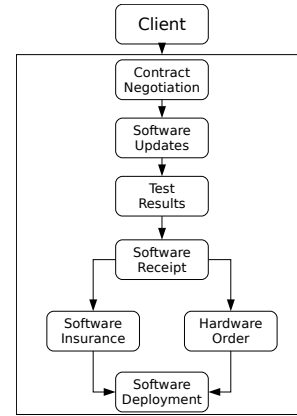 Client
Contract
Negotiation
Software
Updates
Test
Results
Software
Receipt
Software
Insurance
Hardware
Order
Software
Deployment